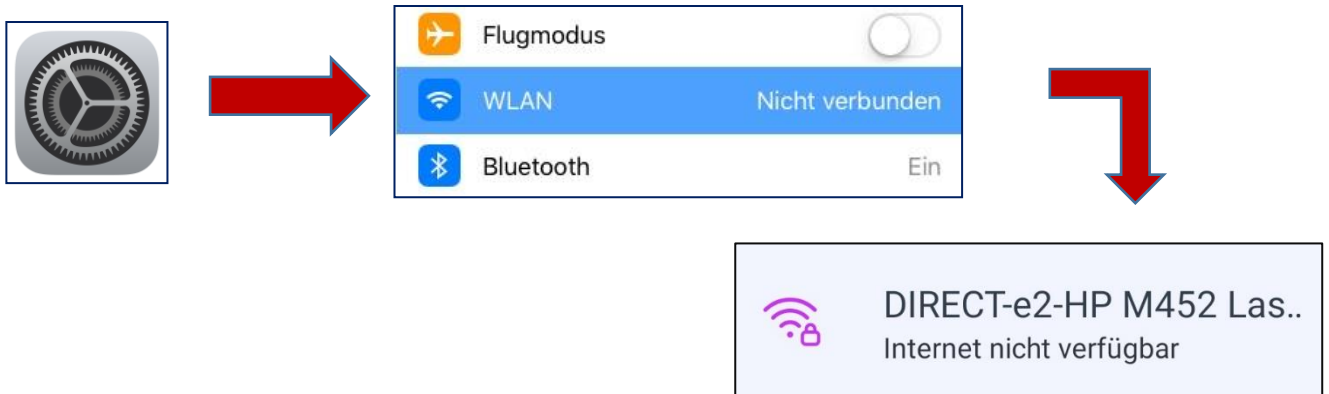 Flugmodus
WLAN Nicht verbunden
Bluetooth Ein
DIRECT-e2-HP M452 Las..
Internet nicht verfügbar